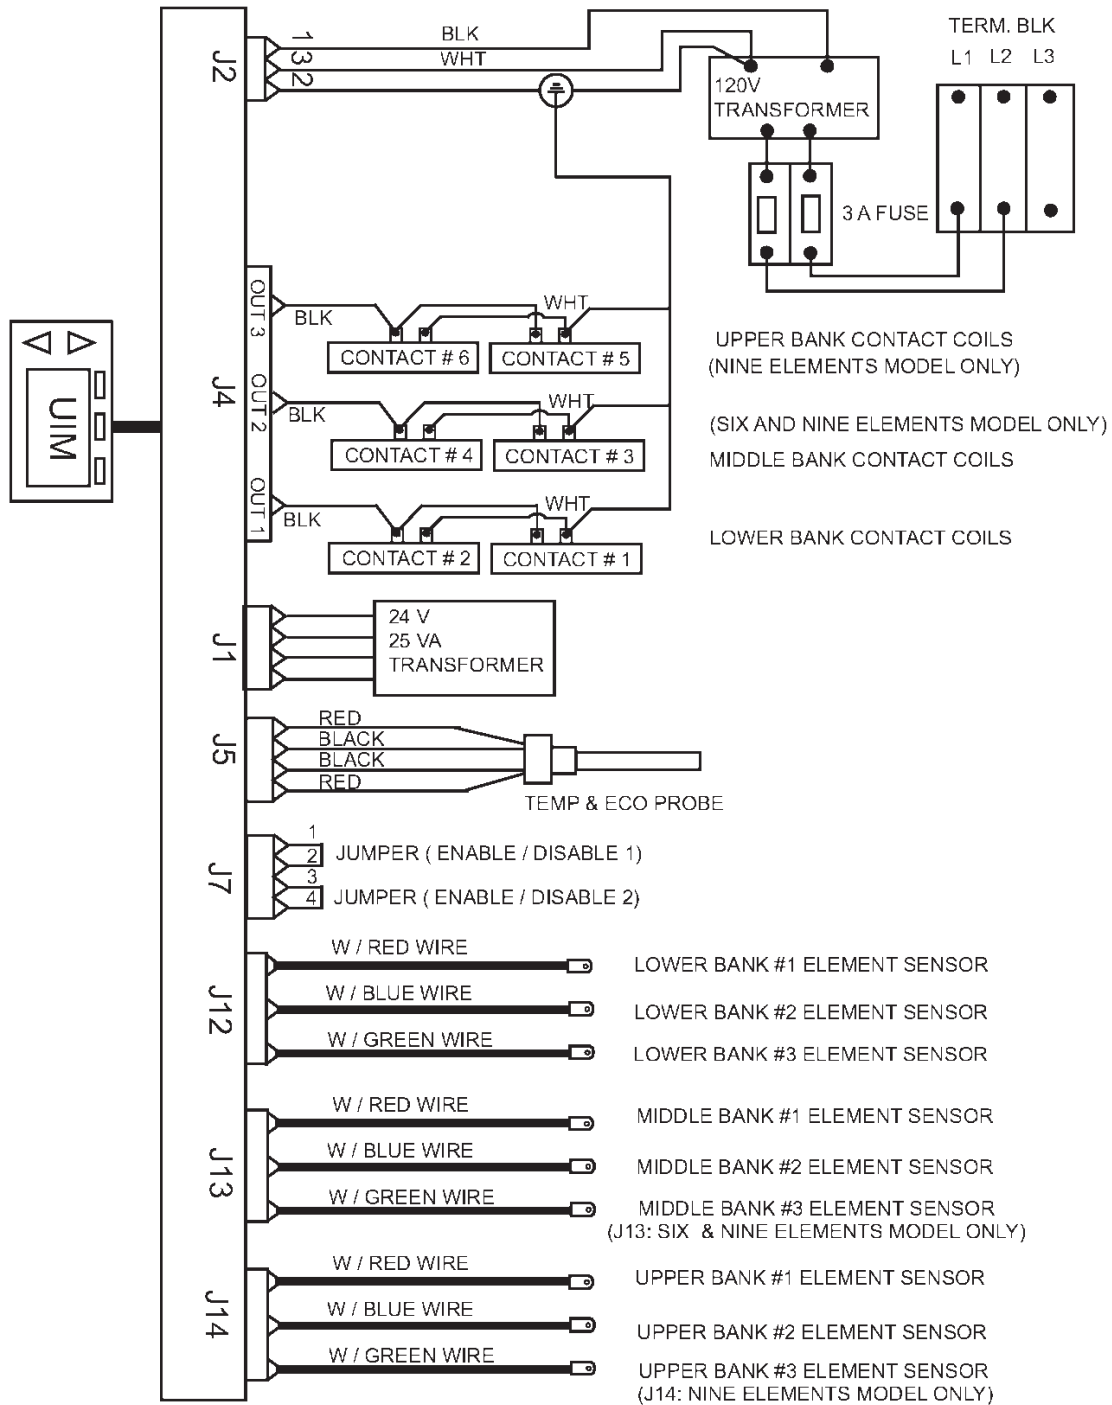 J2
1
3
2
BLK
WHT
TERM. BLK
L1 L2 L3
120V
TRANSFORMER
3 A FUSE
UIM
J4
OUT 3
BLK
WHT
CONTACT # 6
CONTACT # 5
UPPER BANK CONTACT COILS
(NINE ELEMENTS MODEL ONLY)
OUT 2
BLK
WHT
CONTACT # 4
CONTACT # 3
(SIX AND NINE ELEMENTS MODEL ONLY)
MIDDLE BANK CONTACT COILS
OUT 1
BLK
WHT
CONTACT # 2
CONTACT # 1
LOWER BANK CONTACT COILS
J1
24 V
25 VA
TRANSFORMER
J5
RED
BLACK
BLACK
RED
TEMP & ECO PROBE
J7
1
2
JUMPER ( ENABLE / DISABLE 1)
3
4
JUMPER ( ENABLE / DISABLE 2)
J12
W / RED WIRE
LOWER BANK #1 ELEMENT SENSOR
W / BLUE WIRE
LOWER BANK #2 ELEMENT SENSOR
W / GREEN WIRE
LOWER BANK #3 ELEMENT SENSOR
J13
W / RED WIRE
MIDDLE BANK #1 ELEMENT SENSOR
W / BLUE WIRE
MIDDLE BANK #2 ELEMENT SENSOR
W / GREEN WIRE
MIDDLE BANK #3 ELEMENT SENSOR
(J13: SIX & NINE ELEMENTS MODEL ONLY)
J14
W / RED WIRE
UPPER BANK #1 ELEMENT SENSOR
W / BLUE WIRE
UPPER BANK #2 ELEMENT SENSOR
W / GREEN WIRE
UPPER BANK #3 ELEMENT SENSOR
(J14: NINE ELEMENTS MODEL ONLY)